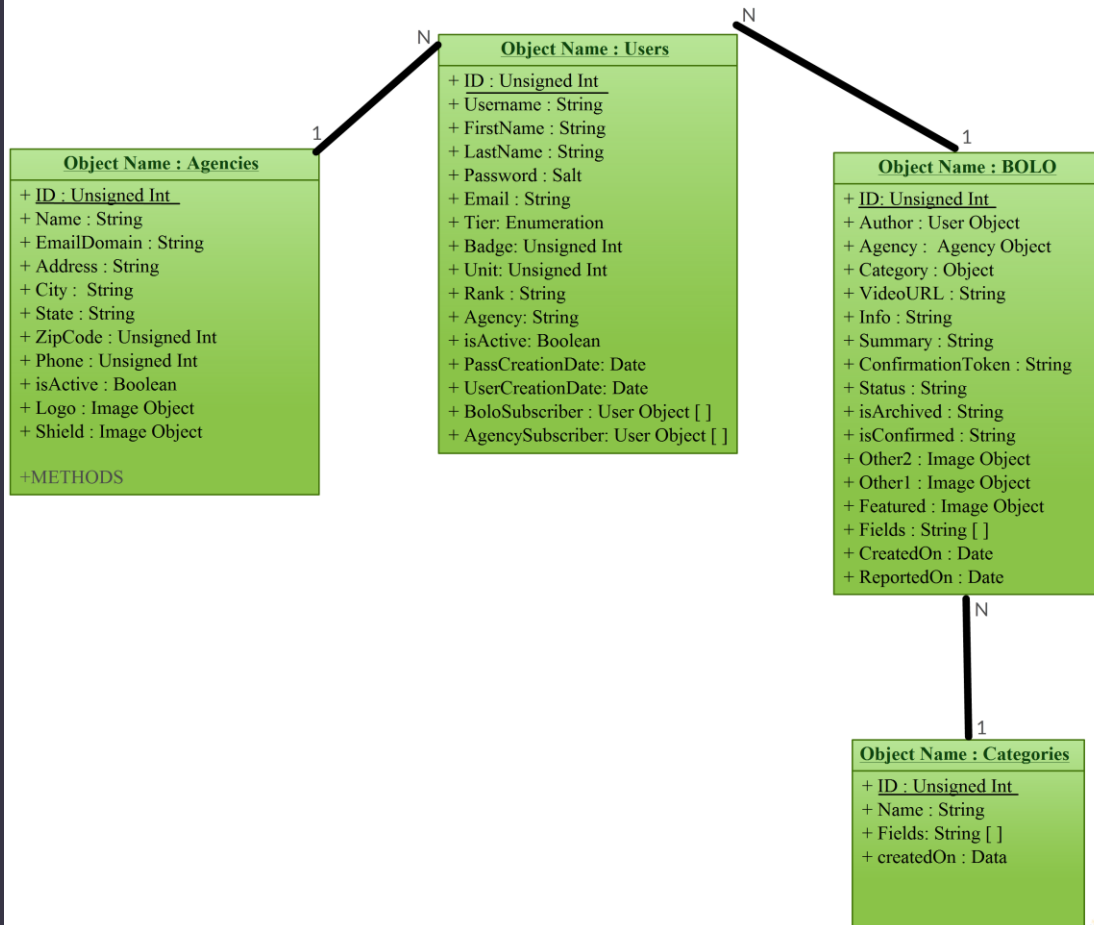 N
N
1
1
Object Name : Users
+ ID : Unsigned Int
+ Username : String
+ FirstName : String
+ LastName : String
+ Password : Salt
+ Email : String
+ Tier: Enumeration
+ Badge: Unsigned Int
+ Unit: Unsigned Int
+ Rank : String
+ Agency: String
+ isActive: Boolean
+ PassCreationDate: Date
+ UserCreationDate: Date
+ BoloSubscriber : User Object [ ]
+ AgencySubscriber: User Object [ ]
Object Name : Agencies
+ ID : Unsigned Int
+ Name : String
+ EmailDomain : String
+ Address : String
+ City : String
+ State : String
+ ZipCode : Unsigned Int
+ Phone : Unsigned Int
+ isActive : Boolean
+ Logo : Image Object
+ Shield : Image Object
+METHODS
Object Name : BOLO
+ ID: Unsigned Int
+ Author : User Object
+ Agency : Agency Object
+ Category : Object
+ VideoURL : String
+ Info : String
+ Summary : String
+ ConfirmationToken : String
+ Status : String
+ isArchived : String
+ isConfirmed : String
+ Other2 : Image Object
+ Other1 : Image Object
+ Featured : Image Object
+ Fields : String [ ]
+ CreatedOn : Date
+ ReportedOn : Date
N
1
Object Name : Categories
+ ID : Unsigned Int
+ Name : String
+ Fields: String [ ]
+ createdOn : Data